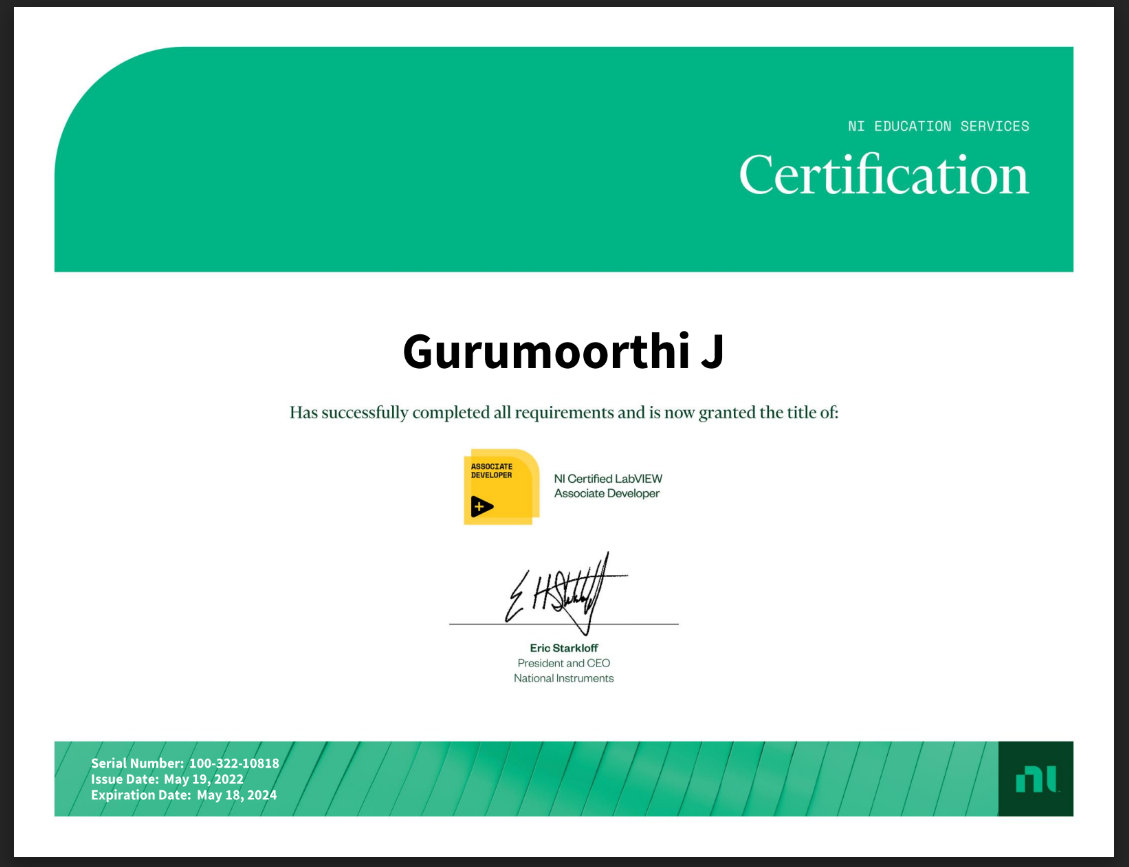 NI EDUCATION SERVICES
Certification
Gurumoorthi J
Has successfully completed all requirements and is now granted the title of:
ASSOCIATE
DEVELOPER
NI Certified LabVIEW
Associate Developer
Eric Starkloff
President and CEO
National Instruments
Serial Number: 100-322-10818
Issue Date: May 19, 2022
Expiration Date: May 18, 2024
ni